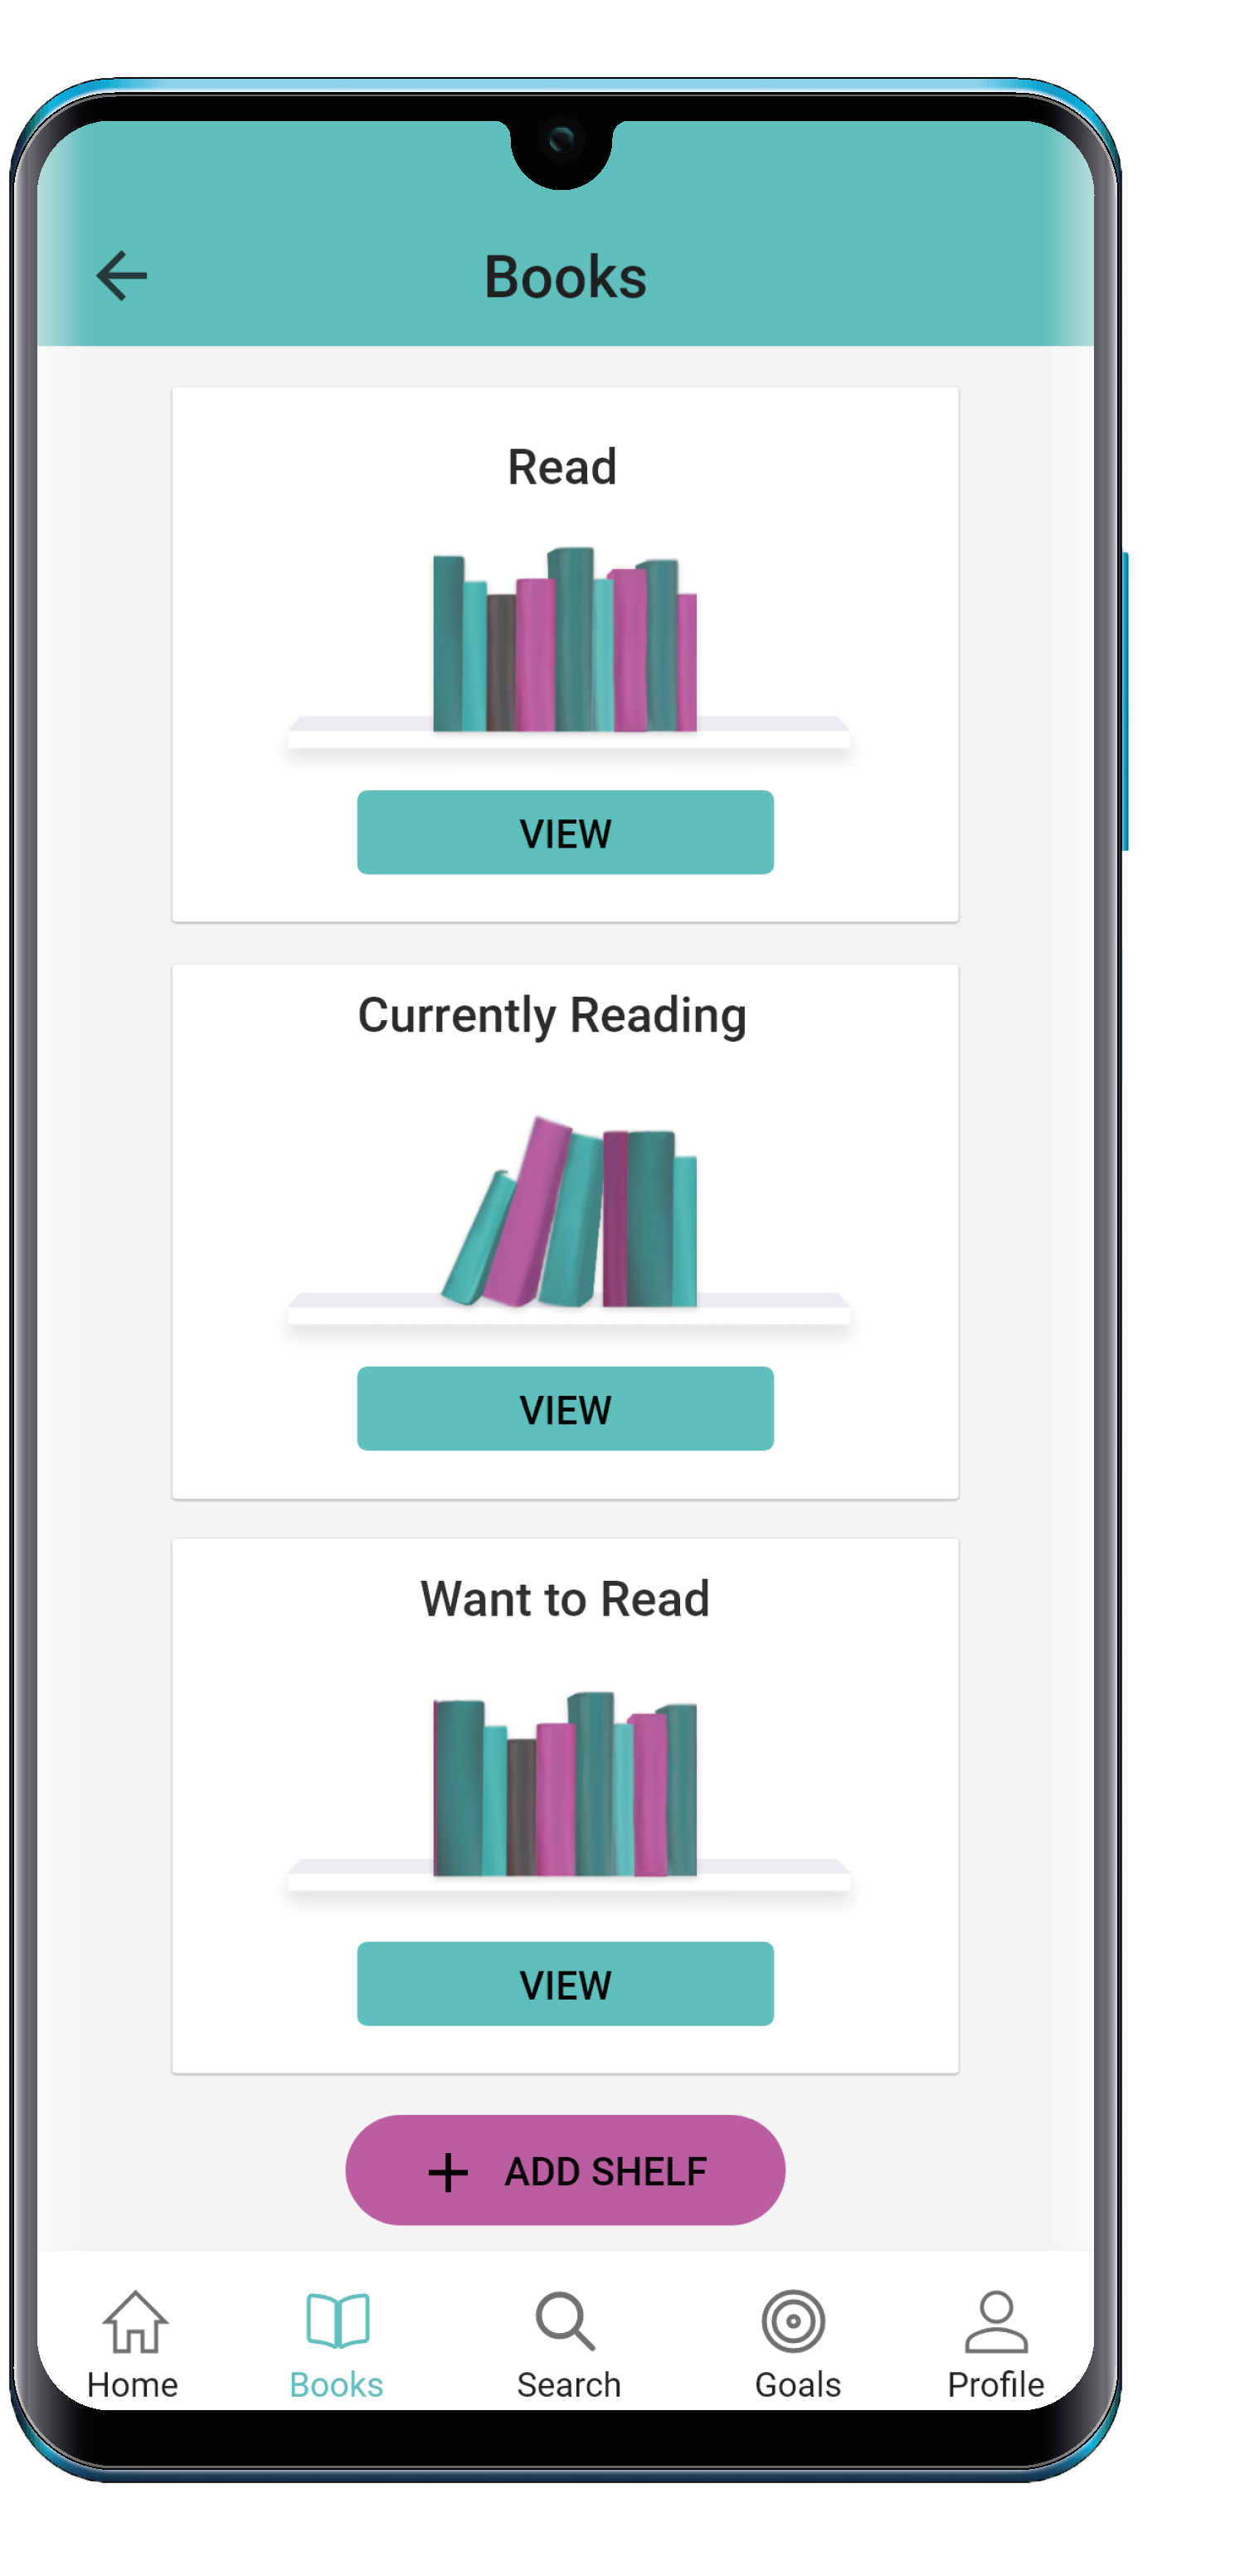 Books
Read
VIEW
Currently Reading
VIEW
Want to Read
VIEW
ADD SHELF
Home Books Search Goals Profile